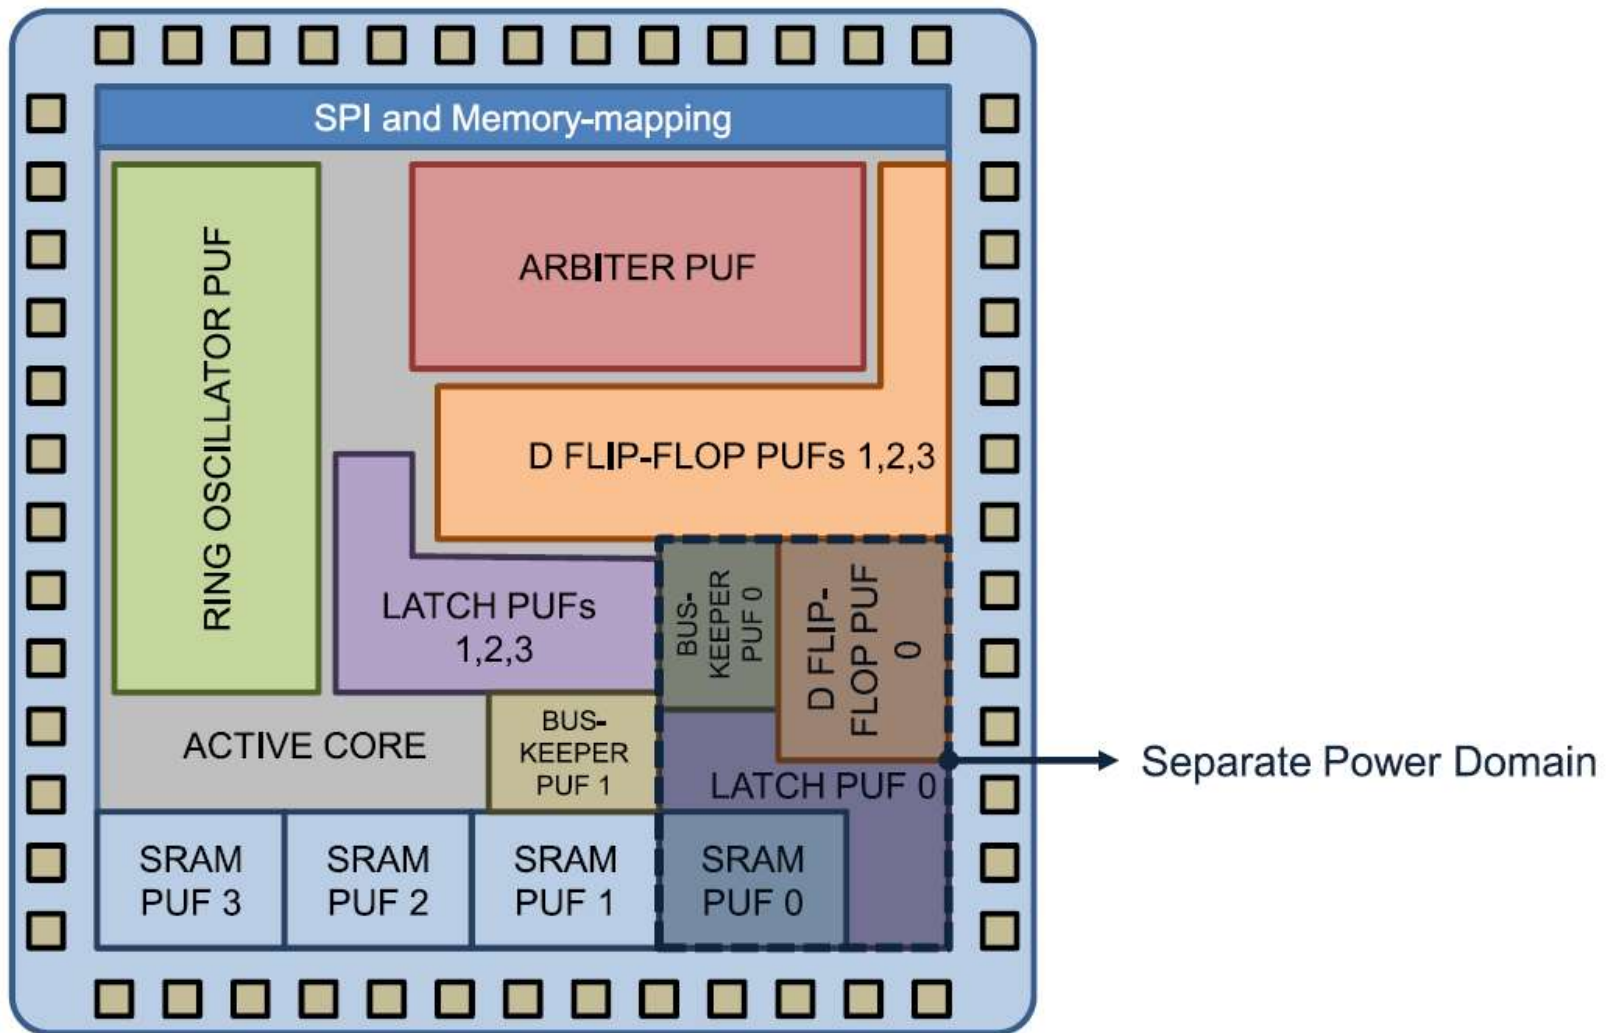 SPI and Memory-mapping
RING OSCILLATOR PUF
ARBITER PUF
D FLIP-FLOP PUFs 1,2,3
LATCH PUFs
1,2,3
BUS-
KEEPER
PUF 0
D FLIP-
FLOP PUF
0
ACTIVE CORE
BUS-
KEEPER
PUF 1
LATCH PUF 0
Separate Power Domain
SRAM
PUF 3
SRAM
PUF 2
SRAM
PUF 1
SRAM
PUF 0